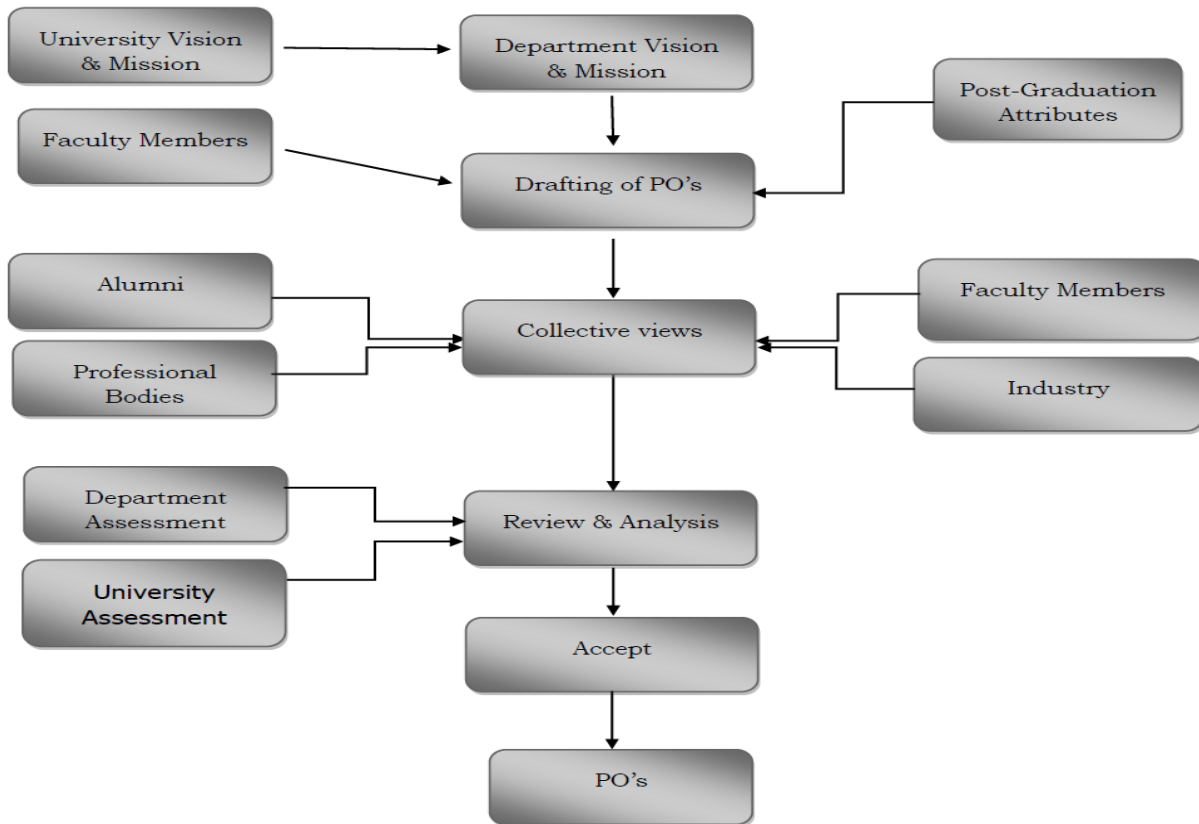 University Vision
& Mission
Department Vision
& Mission
Post-Graduation
Attributes
Faculty Members
Drafting of PO's
Alumni
Collective views
Faculty Members
Professional
Bodies
Industry
Department
Assessment
Review & Analysis
University
Assessment
Accept
PO's